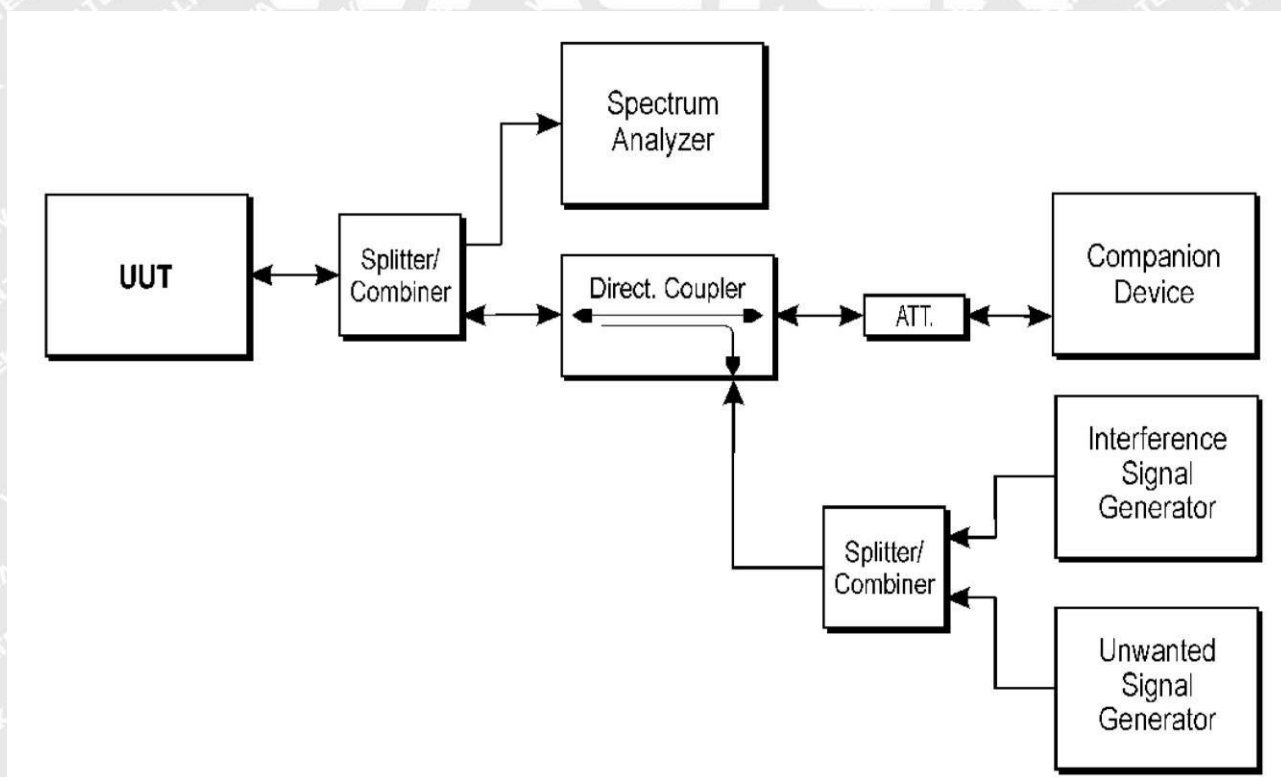 Spectrum
Analyzer
UUT
Splitter/
Combiner
Direct. Coupler
ATT.
Companion
Device
Interference
Signal
Generator
Splitter/
Combiner
Unwanted
Signal
Generator